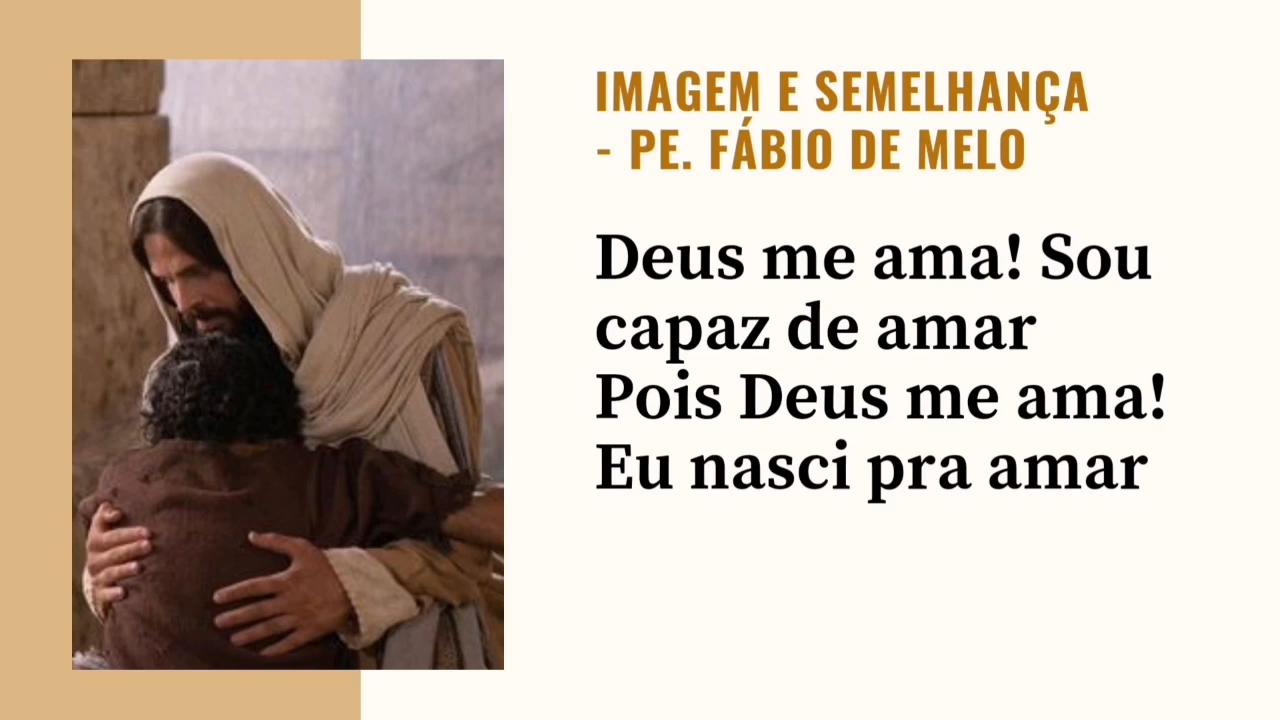 IMAGEM E SEMELHANÇA
- PE. FÁBIO DE MELO
Deus me ama! Sou
capaz de amar
Pois Deus me ama!
Eu nasci pra amar